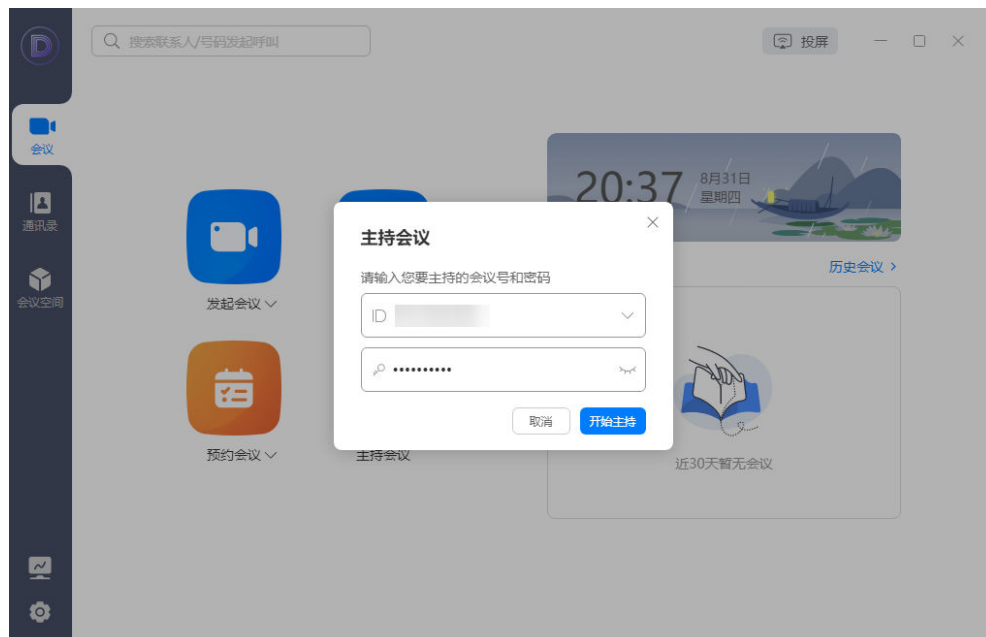 搜索联系人/号码发起呼叫
投屏
会议
20:37
8月31日
星期四
通讯录
主持会议
历史会议
请输入您要主持的会议号和密码
会议空间
发起会议
ID
取消
开始主持
预约会议
主持会议
近30天暂无会议